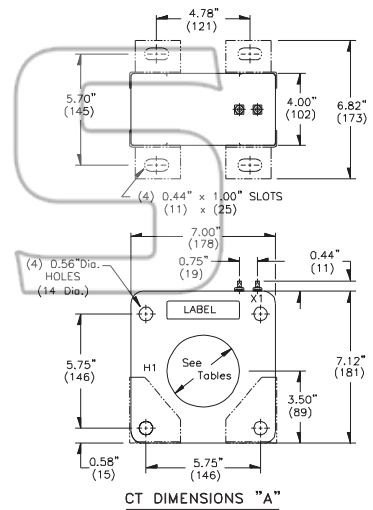 4.78"
(121)
5.70"
(145)
4.00"
(102)
6.82"
(173)
(4) 0.44" x 1.00" SLOTS
(11) x (25)
7.00"
(178)
(4) 0.56"Dia.
HOLES
(14 Dia.)
0.75"
(19)
0.44"
(11)
X1
LABEL
H1
See
Tables
5.75"
(146)
7.12"
(181)
3.50"
(89)
0.58"
(15)
5.75"
(146)
CT DIMENSIONS "A"